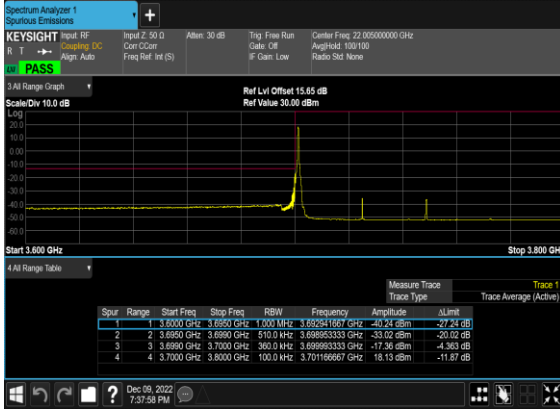 Spectrum Analyzer 1
Spurious Emissions
+
KEYSIGHT
R T
PASS
Input: RF
Coupling: DC
Align: Auto
Input Z: 50 Ω
Corr CCorr
Freq Ref: Int (S)
Atten: 30 dB
Trig: Free Run
Gate: Off
IF Gain: Low
Center Freq: 22.005000000 GHz
Avg|Hold: 100/100
Radio Std: None
3 All Range Graph
Scale/Div 10.0 dB
Ref Lvl Offset 15.65 dB
Ref Value 30.00 dBm
Log
20.0
10.0
0.00
-10.0
-20.0
-30.0
-40.0
-50.0
-60.0
Start 3.600 GHz
Stop 3.800 GH
4 All Range Table
Measure Trace Trace 1
Trace Type Trace Average (Active)
Spur Range Start Freq Stop Freq RBW Frequency Amplitude ΔLimit
1 1 3.6000 GHz 3.6950 GHz 1.000 MHz 3.692941667 GHz -40.24 dBm -27.24 dB
2 2 3.6950 GHz 3.6990 GHz 510.0 kHz 3.698953333 GHz -33.02 dBm -20.02 dB
3 3 3.6990 GHz 3.7000 GHz 360.0 kHz 3.699993333 GHz -17.36 dBm -4.363 dB
4 4 3.7000 GHz 3.8000 GHz 100.0 kHz 3.701166667 GHz 18.13 dBm -11.87 dB
?
Dec 09, 2022
7:37:58 PM